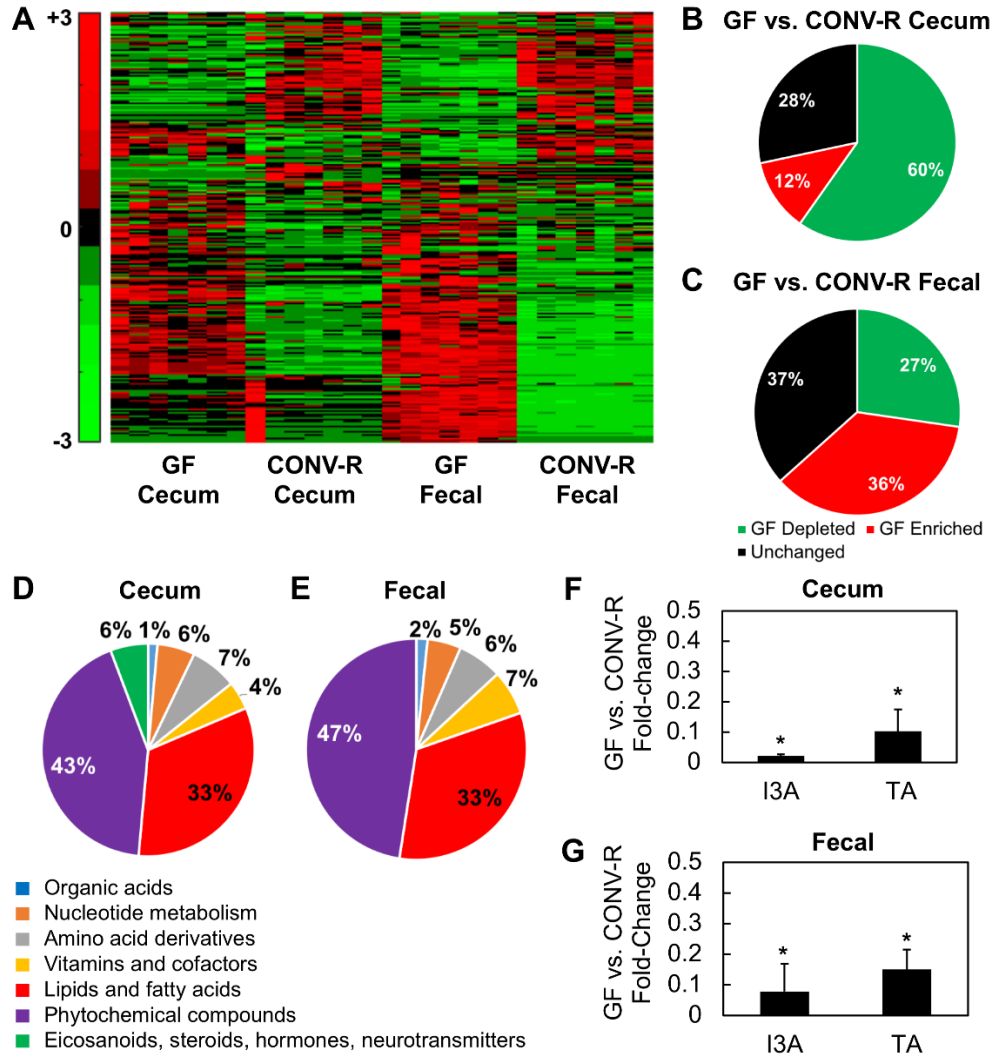 A
+3
0
-3
GF
Cecum
CONV-R
Cecum
GF
Fecal
CONV-R
Fecal
B
GF vs. CONV-R Cecum
28%
12%
60%
C
GF vs. CONV-R Fecal
37%
27%
36%
GF Depleted
GF Enriched
Unchanged
D
Cecum
6%
1%
6%
7%
4%
43%
33%
E
Fecal
2%
5%
6%
7%
47%
33%
Organic acids
Nucleotide metabolism
Amino acid derivatives
Vitamins and cofactors
Lipids and fatty acids
Phytochemical compounds
Eicosanoids, steroids, hormones, neurotransmitters
F
Cecum
GF vs. CONV-R
Fold-change
0.5
0.4
0.3
0.2
0.1
0
*
*
I3A
TA
G
Fecal
GF vs. CONV-R
Fold-Change
0.5
0.4
0.3
0.2
0.1
0
*
*
I3A
TA